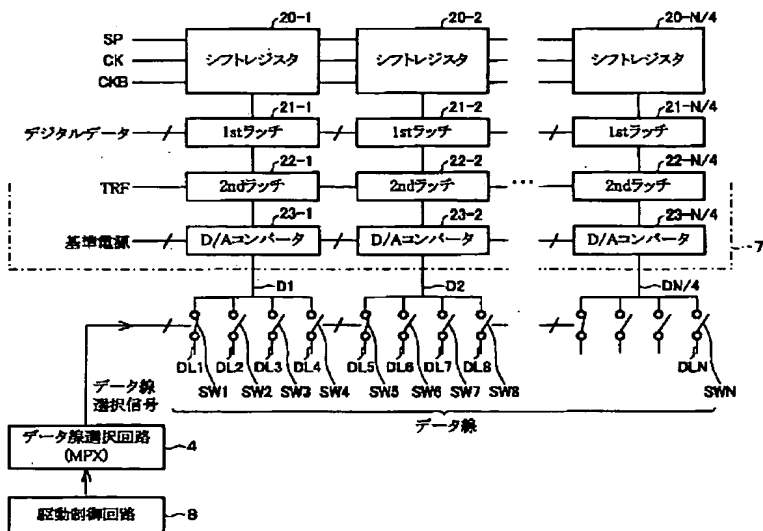 20-1 20-2 20-N/4
SP
CK シフトレジスタ シフトレジスタ シフトレジスタ
CKB
21-1 21-2 21-N/4
デジタルデータ 1stラッチ 1stラッチ 1stラッチ
22-1 22-2 22-N/4
TRF 2ndラッチ 2ndラッチ … 2ndラッチ
23-1 23-2 23-N/4
基準電源 D/Aコンバータ D/Aコンバータ D/Aコンバータ 7
D1 D2 DN/4
DL1 DL2 DL3 DL4 DL5 DL6 DL7 DL8 DLN
SW1 SW2 SW3 SW4 SW5 SW6 SW7 SW8 SWN
データ線
選択信号
データ線
データ線選択回路 4
(MPX)
駆動制御回路 8